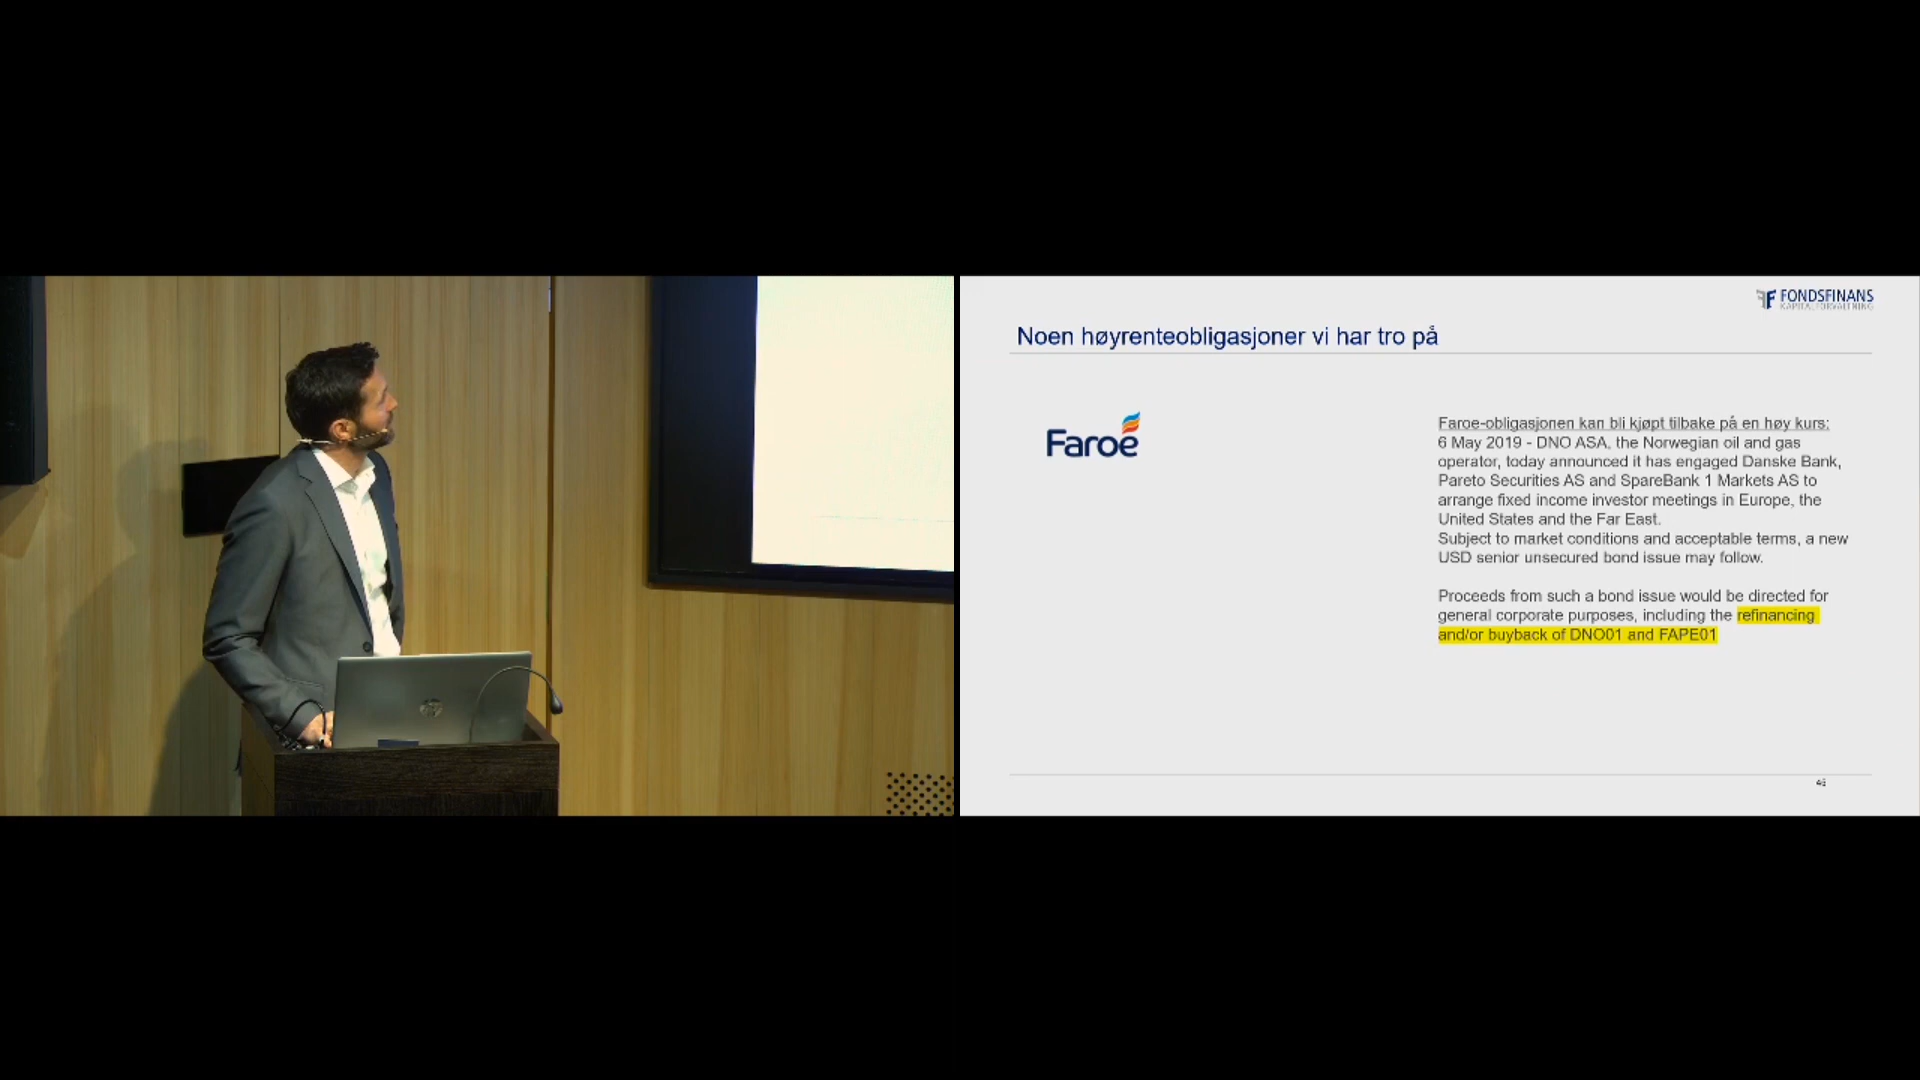 FONDSFINANS
KAPITALFORVALTNING
Noen høyrenteobligasjoner vi har tro på
Faroe
Faroe-obligasjonen kan bli kjøpt tilbake på en høy kurs:
6 May 2019 - DNO ASA, the Norwegian oil and gas
operator, today announced it has engaged Danske Bank,
Pareto Securities AS and SpareBank 1 Markets AS to
arrange fixed income investor meetings in Europe, the
United States and the Far East.
Subject to market conditions and acceptable terms, a new
USD senior unsecured bond issue may follow.
Proceeds from such a bond issue would be directed for
general corporate purposes, including the refinancing
and/or buyback of DNO01 and FAPE01
hp